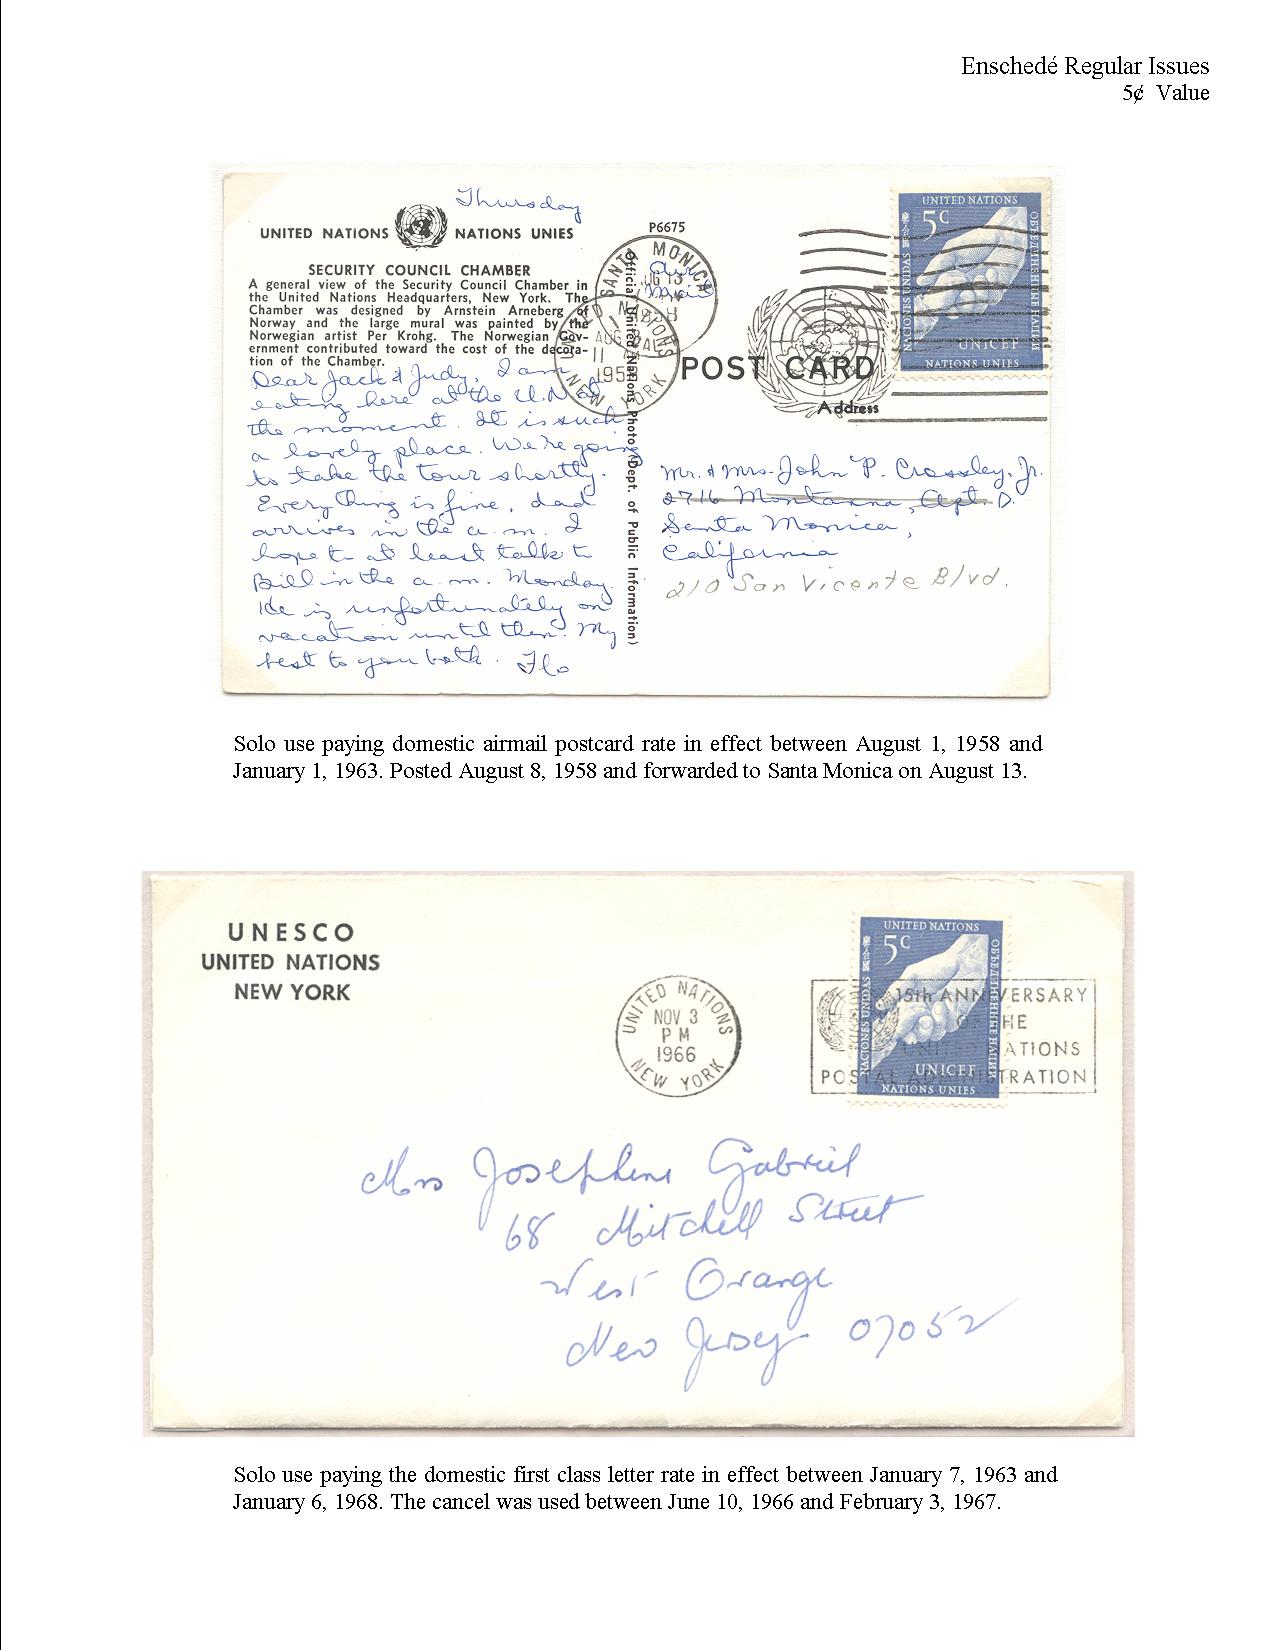 Enschedé Regular Issues
5¢ Value
Thursday
UNITED NATIONS NATIONS UNIES
P6675
SECURITY COUNCIL CHAMBER
A general view of the Security Council Chamber in
the United Nations Headquarters, New York. The
Chamber was designed by Arnstein Arneberg of
Norway and the large mural was painted by the
Norwegian artist Per Krohg. The Norwegian Gov-
ernment contributed toward the cost of the decora-
tion of the Chamber.
Dear Jack & Judy, I am
eating here at the U.N. at
the moment. It is such
a lovely place. We're going
to take the tour shortly.
Everything is fine, dad
arrives in the a.m. I
hope to at least talk to
Bill in the a.m. Monday.
He is unfortunately on
vacation until then. My
best to you both. Flo
Official United Nations Photo (Dept. of Public Information)
SANTA MONICA
AUG 13
1958
Air
Mail
UNITED NATIONS
AUG 8
11
195
NEW YORK
UNITED NATIONS
5c
NACIONES UNIDAS
ОБЪЕДИНЕННЫЕ НАЦИИ
UNICEF
NATIONS UNIES
POST CARD
Address
Mr. & Mrs. John P. Crossley, Jr.
2716 Montana, Apt. D.
Santa Monica,
California
210 San Vicente Blvd.
Solo use paying domestic airmail postcard rate in effect between August 1, 1958 and
January 1, 1963. Posted August 8, 1958 and forwarded to Santa Monica on August 13.
UNESCO
UNITED NATIONS
NEW YORK
UNITED NATIONS
NOV 3
PM
1966
NEW YORK
UNITED NATIONS
5c
NACIONES UNIDAS
ОБЪЕДИНЕННЫЕ НАЦИИ
UNICEF
NATIONS UNIES
15th ANNIVERSARY
OF THE
UNITED NATIONS
POSTAL ADMINISTRATION
Mrs Josephine Gabriel
68 Mitchell Street
West Orange
New Jersey 07052
Solo use paying the domestic first class letter rate in effect between January 7, 1963 and
January 6, 1968. The cancel was used between June 10, 1966 and February 3, 1967.